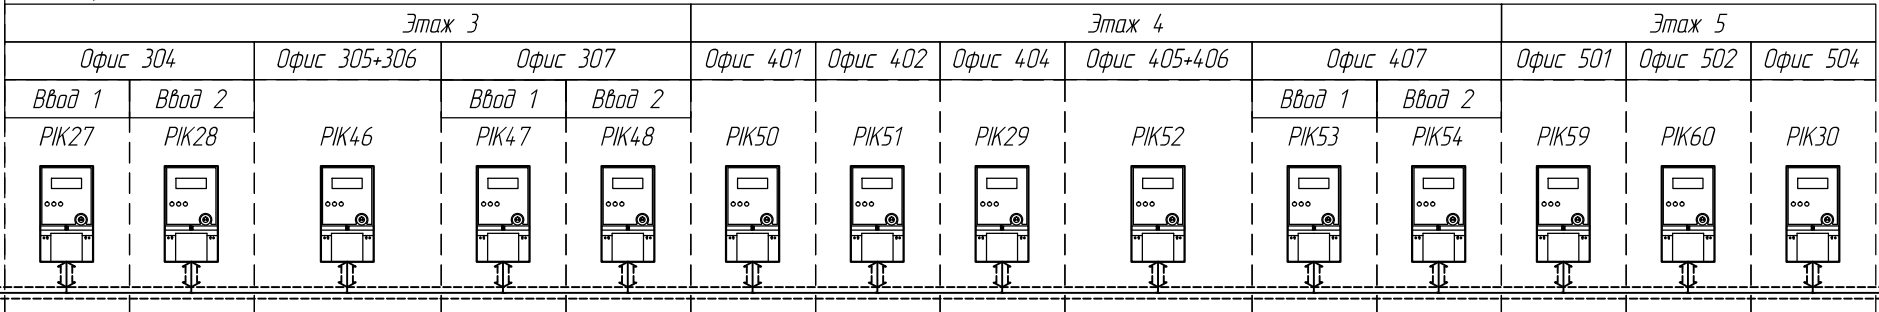 Этаж 3 Этаж 4 Этаж 5
Офис 304 Офис 305+306 Офис 307 Офис 401 Офис 402 Офис 404 Офис 405+406 Офис 407 Офис 501 Офис 502 Офис 504
Ввод 1 Ввод 2 Ввод 1 Ввод 2 Ввод 1 Ввод 2
PIK27 PIK28 PIK46 PIK47 PIK48 PIK50 PIK51 PIK29 PIK52 PIK53 PIK54 PIK59 PIK60 PIK30